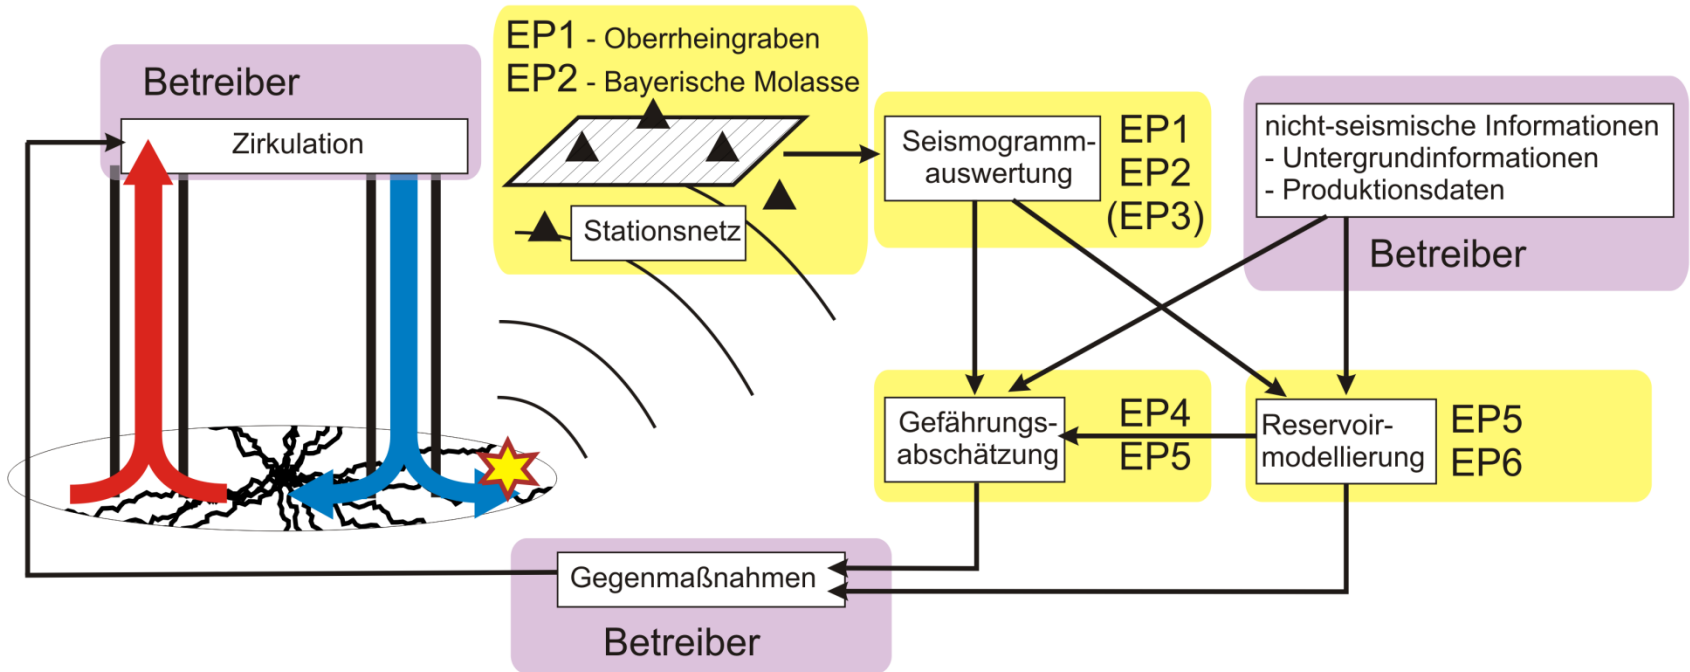 Betreiber
Zirkulation
EP1 - Oberrheingraben
EP2 - Bayerische Molasse
Stationsnetz
Seismogramm-
auswertung
EP1
EP2
(EP3)
nicht-seismische Informationen
- Untergrundinformationen
- Produktionsdaten
Betreiber
Gefährungs-
abschätzung
EP4
EP5
Reservoir-
modellierung
EP5
EP6
Gegenmaßnahmen
Betreiber